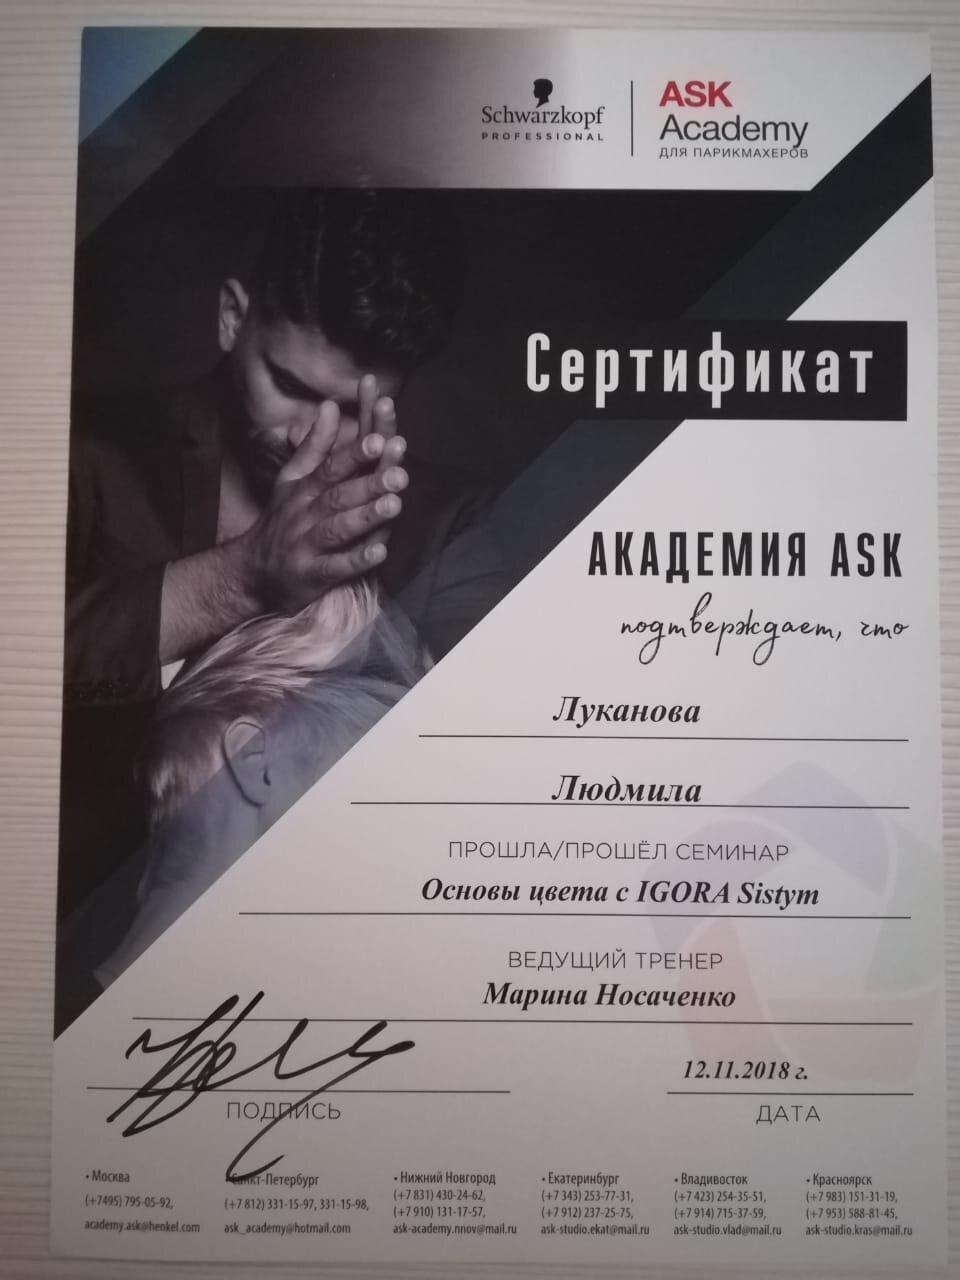 Schwarzkopf
PROFESSIONAL
ASK
Academy
ДЛЯ ПАРИКМАХЕРОВ
Сертификат
АКАДЕМИЯ ASK
подтверждает, что
Луканова
Людмила
ПРОШЛА/ПРОШЁЛ СЕМИНАР
Основы цвета с IGORA Sistym
ВЕДУЩИЙ ТРЕНЕР
Марина Носаченко
12.11.2018 г.
ПОДПИСЬ
ДАТА
• Москва
(+7495) 795-05-92,
academy.ask@henkel.com
• Санкт-Петербург
(+7 812) 331-15-97, 331-15-98,
ask_academy@hotmail.com
• Нижний Новгород
(+7 831) 430-24-62,
(+7 910) 131-17-57,
ask-academy.nnov@mail.ru
• Екатеринбург
(+7 343) 253-77-31,
(+7 912) 237-25-75,
ask-studio.ekat@mail.ru
• Владивосток
(+7 423) 254-35-51,
(+7 914) 715-37-59,
ask-studio.vlad@mail.ru
• Красноярск
(+7 983) 151-31-19,
(+7 953) 588-81-45,
ask-studio.kras@mail.ru